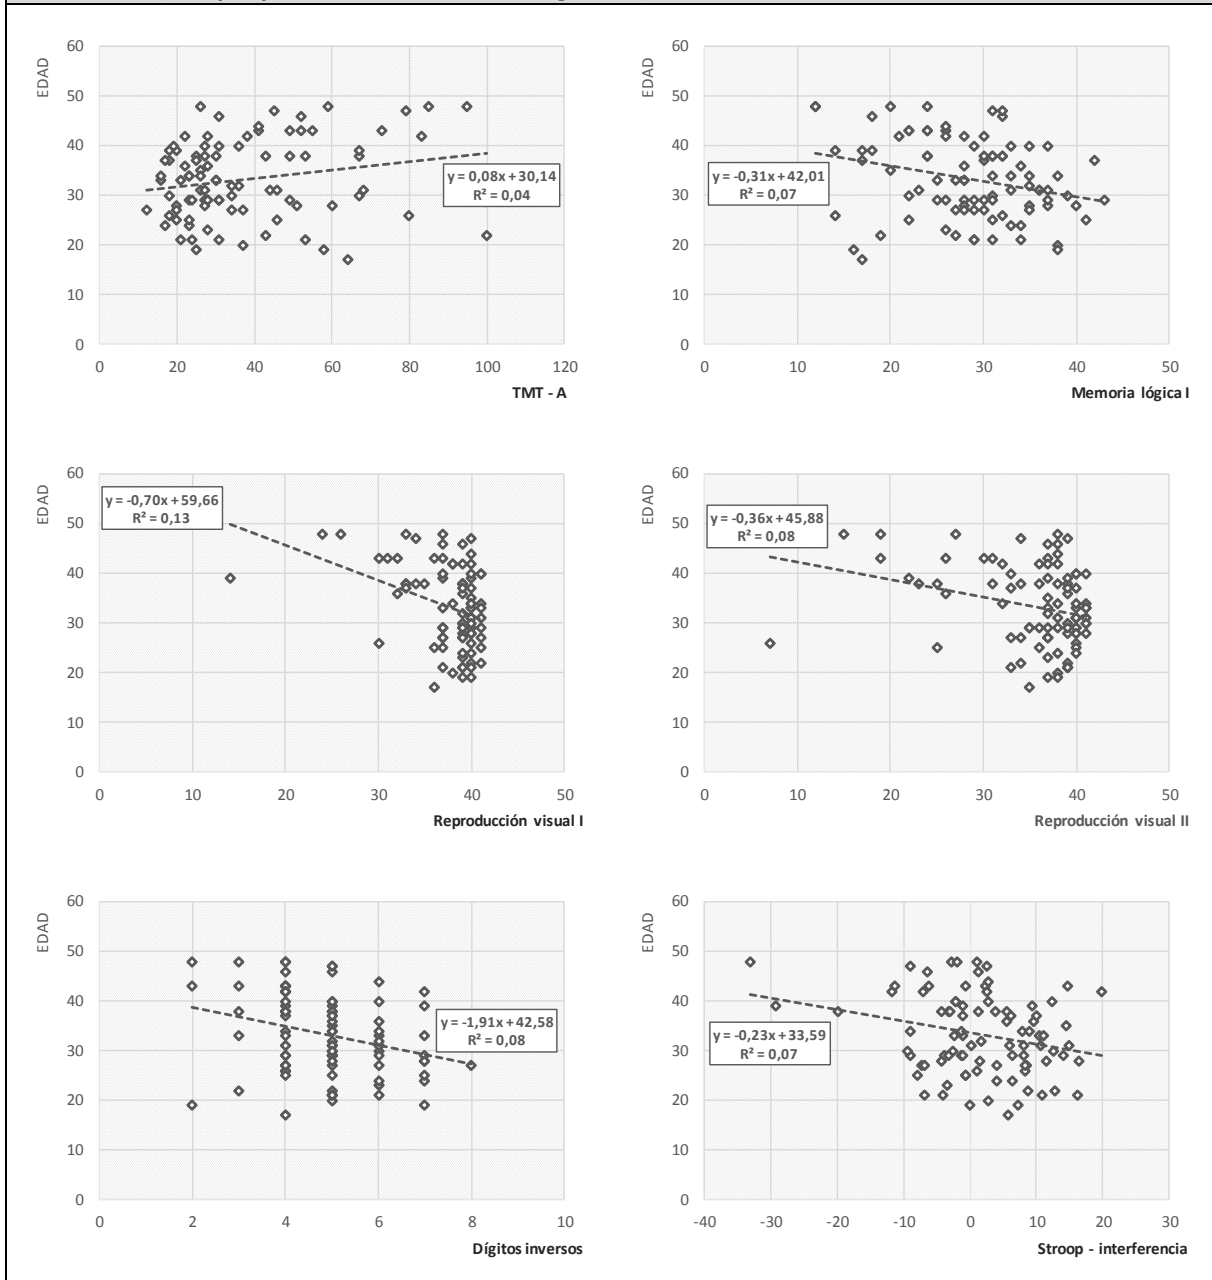 60
50
40
30
20
10
0
EDAD
0 20 40 60 80 100 120
TMT - A
y = 0,08x + 30,14
R² = 0,04
60
50
40
30
20
10
0
EDAD
0 10 20 30 40 50
Memoria lógica I
y = -0,31x + 42,01
R² = 0,07
60
50
40
30
20
10
0
EDAD
0 10 20 30 40 50
Reproducción visual I
y = -0,70x + 59,66
R² = 0,13
60
50
40
30
20
10
0
EDAD
0 10 20 30 40 50
Reproducción visual II
y = -0,36x + 45,88
R² = 0,08
60
50
40
30
20
10
0
EDAD
0 2 4 6 8 10
Dígitos inversos
y = -1,91x + 42,58
R² = 0,08
60
50
40
30
20
10
0
EDAD
-40 -30 -20 -10 0 10 20 30
Stroop - interferencia
y = -0,23x + 33,59
R² = 0,07